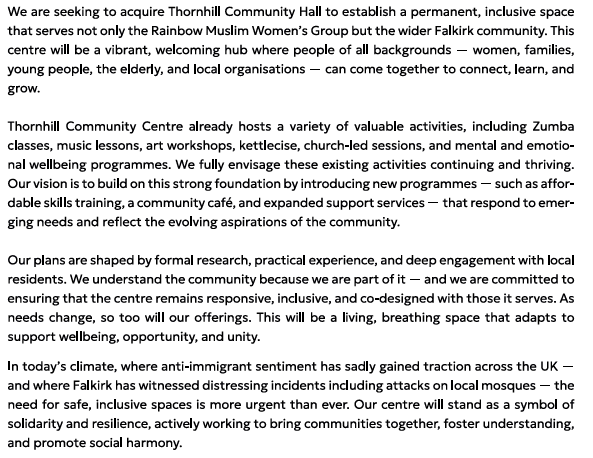 We are seeking to acquire Thornhill Community Hall to establish a permanent, inclusive space
that serves not only the Rainbow Muslim Women's Group but the wider Falkirk community. This
centre will be a vibrant, welcoming hub where people of all backgrounds — women, families,
young people, the elderly, and local organisations — can come together to connect, learn, and
grow.
Thornhill Community Centre already hosts a variety of valuable activities, including Zumba
classes, music lessons, art workshops, kettlecise, church-led sessions, and mental and emotio-
nal wellbeing programmes. We fully envisage these existing activities continuing and thriving.
Our vision is to build on this strong foundation by introducing new programmes — such as affor-
dable skills training, a community café, and expanded support services — that respond to emer-
ging needs and reflect the evolving aspirations of the community.
Our plans are shaped by formal research, practical experience, and deep engagement with local
residents. We understand the community because we are part of it — and we are committed to
ensuring that the centre remains responsive, inclusive, and co-designed with those it serves. As
needs change, so too will our offerings. This will be a living, breathing space that adapts to
support wellbeing, opportunity, and unity.
In today's climate, where anti-immigrant sentiment has sadly gained traction across the UK —
and where Falkirk has witnessed distressing incidents including attacks on local mosques — the
need for safe, inclusive spaces is more urgent than ever. Our centre will stand as a symbol of
solidarity and resilience, actively working to bring communities together, foster understanding,
and promote social harmony.